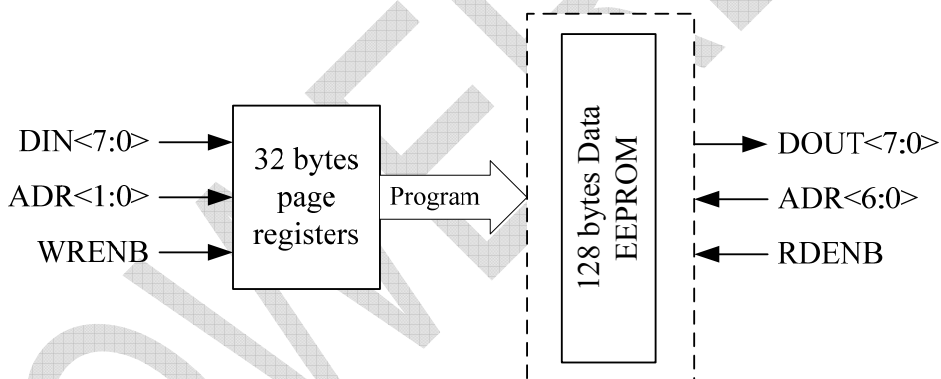 DIN<7:0>
ADR<1:0>
WRENB
32 bytes
page
registers
Program
128 bytes Data
EEPROM
DOUT<7:0>
ADR<6:0>
RDENB